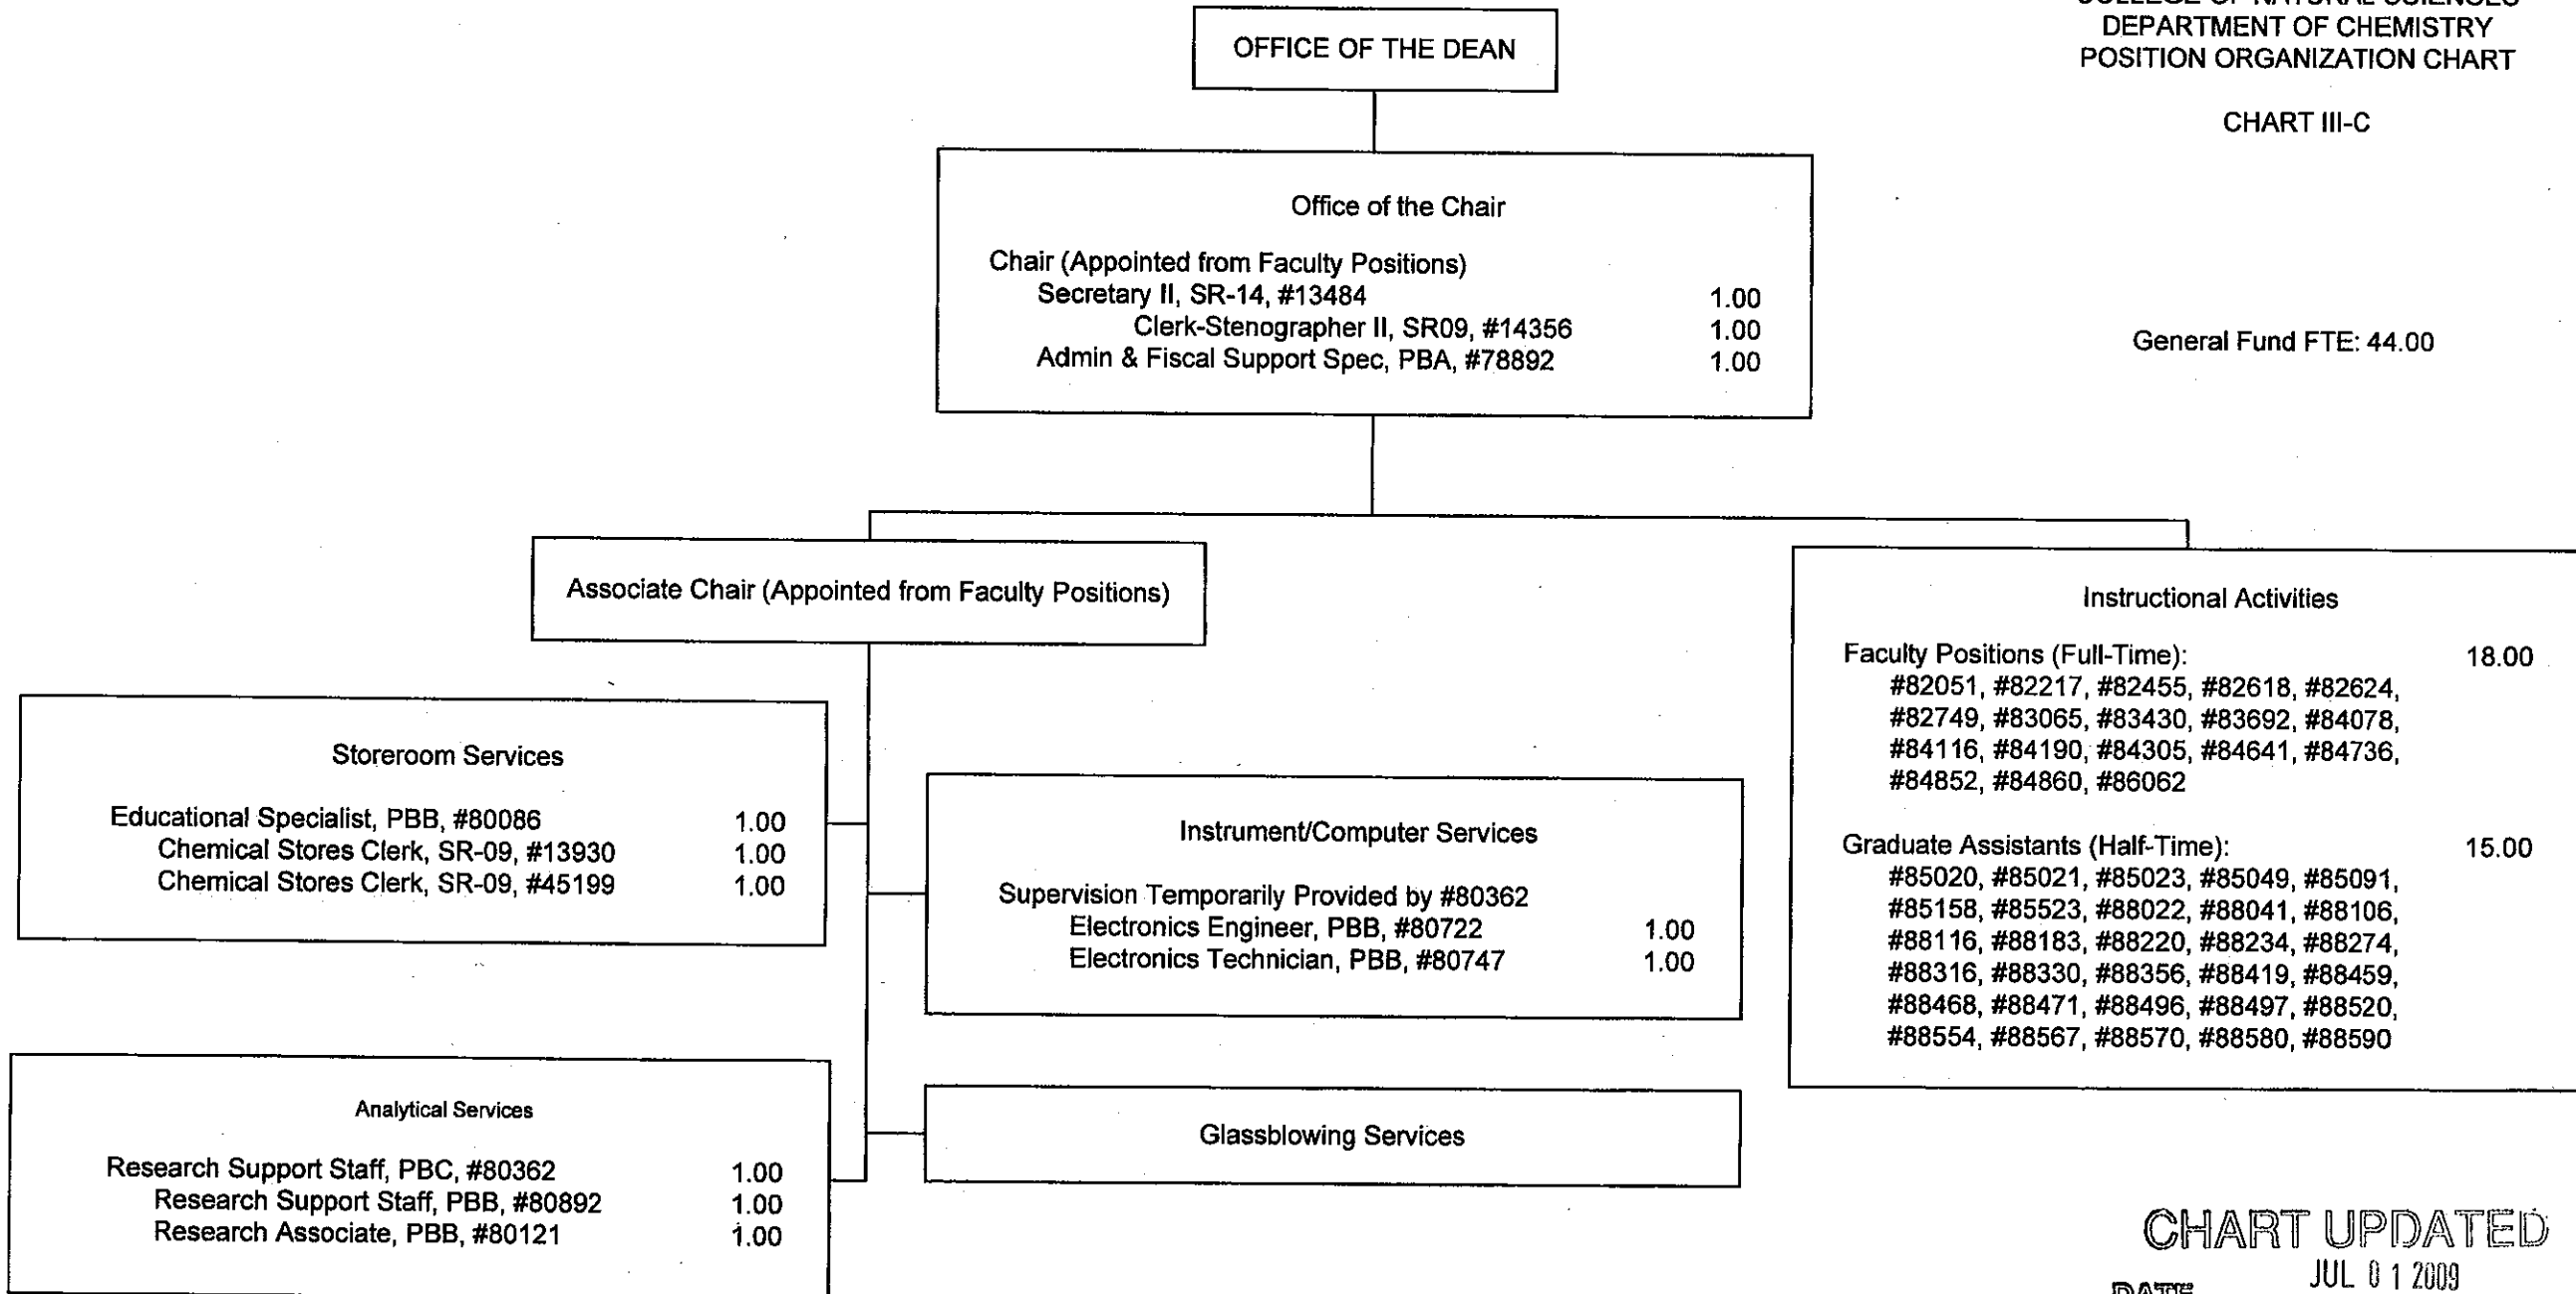 COLLEGE OF NATURAL SCIENCES
DEPARTMENT OF CHEMISTRY
POSITION ORGANIZATION CHART
CHART III-C
General Fund FTE: 44.00
OFFICE OF THE DEAN
Office of the Chair
Chair (Appointed from Faculty Positions)
Secretary II, SR-14, #13484 1.00
Clerk-Stenographer II, SR09, #14356 1.00
Admin & Fiscal Support Spec, PBA, #78892 1.00
Associate Chair (Appointed from Faculty Positions)
Storeroom Services
Educational Specialist, PBB, #80086 1.00
Chemical Stores Clerk, SR-09, #13930 1.00
Chemical Stores Clerk, SR-09, #45199 1.00
Instrument/Computer Services
Supervision Temporarily Provided by #80362
Electronics Engineer, PBB, #80722 1.00
Electronics Technician, PBB, #80747 1.00
Analytical Services
Research Support Staff, PBC, #80362 1.00
Research Support Staff, PBB, #80892 1.00
Research Associate, PBB, #80121 1.00
Glassblowing Services
Instructional Activities
Faculty Positions (Full-Time): 18.00
#82051, #82217, #82455, #82618, #82624,
#82749, #83065, #83430, #83692, #84078,
#84116, #84190, #84305, #84641, #84736,
#84852, #84860, #86062
Graduate Assistants (Half-Time): 15.00
#85020, #85021, #85023, #85049, #85091,
#85158, #85523, #88022, #88041, #88106,
#88116, #88183, #88220, #88234, #88274,
#88316, #88330, #88356, #88419, #88459,
#88468, #88471, #88496, #88497, #88520,
#88554, #88567, #88570, #88580, #88590
CHART UPDATED
DATE JUL 01 2009